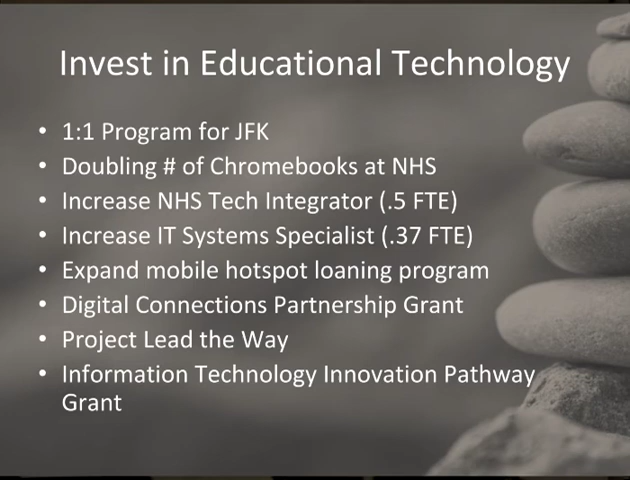 Invest in Educational Technology
• 1:1 Program for JFK
• Doubling # of Chromebooks at NHS
• Increase NHS Tech Integrator (.5 FTE)
• Increase IT Systems Specialist (.37 FTE)
• Expand mobile hotspot loaning program
• Digital Connections Partnership Grant
• Project Lead the Way
• Information Technology Innovation Pathway
Grant